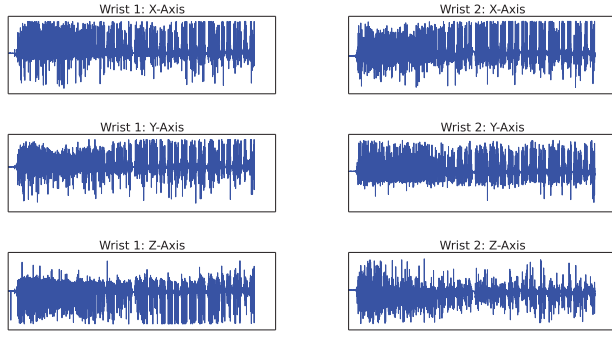 Wrist 1: X-Axis
Wrist 2: X-Axis
Wrist 1: Y-Axis
Wrist 2: Y-Axis
Wrist 1: Z-Axis
Wrist 2: Z-Axis